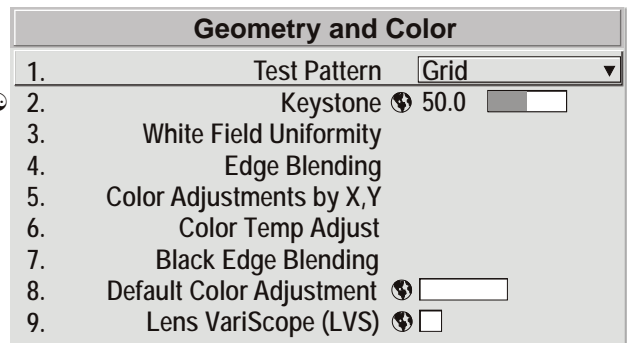 Geometry and Color
1. Test Pattern Grid
2. Keystone 50.0
3. White Field Uniformity
4. Edge Blending
5. Color Adjustments by X,Y
6. Color Temp Adjust
7. Black Edge Blending
8. Default Color Adjustment
9. Lens VariScope (LVS)